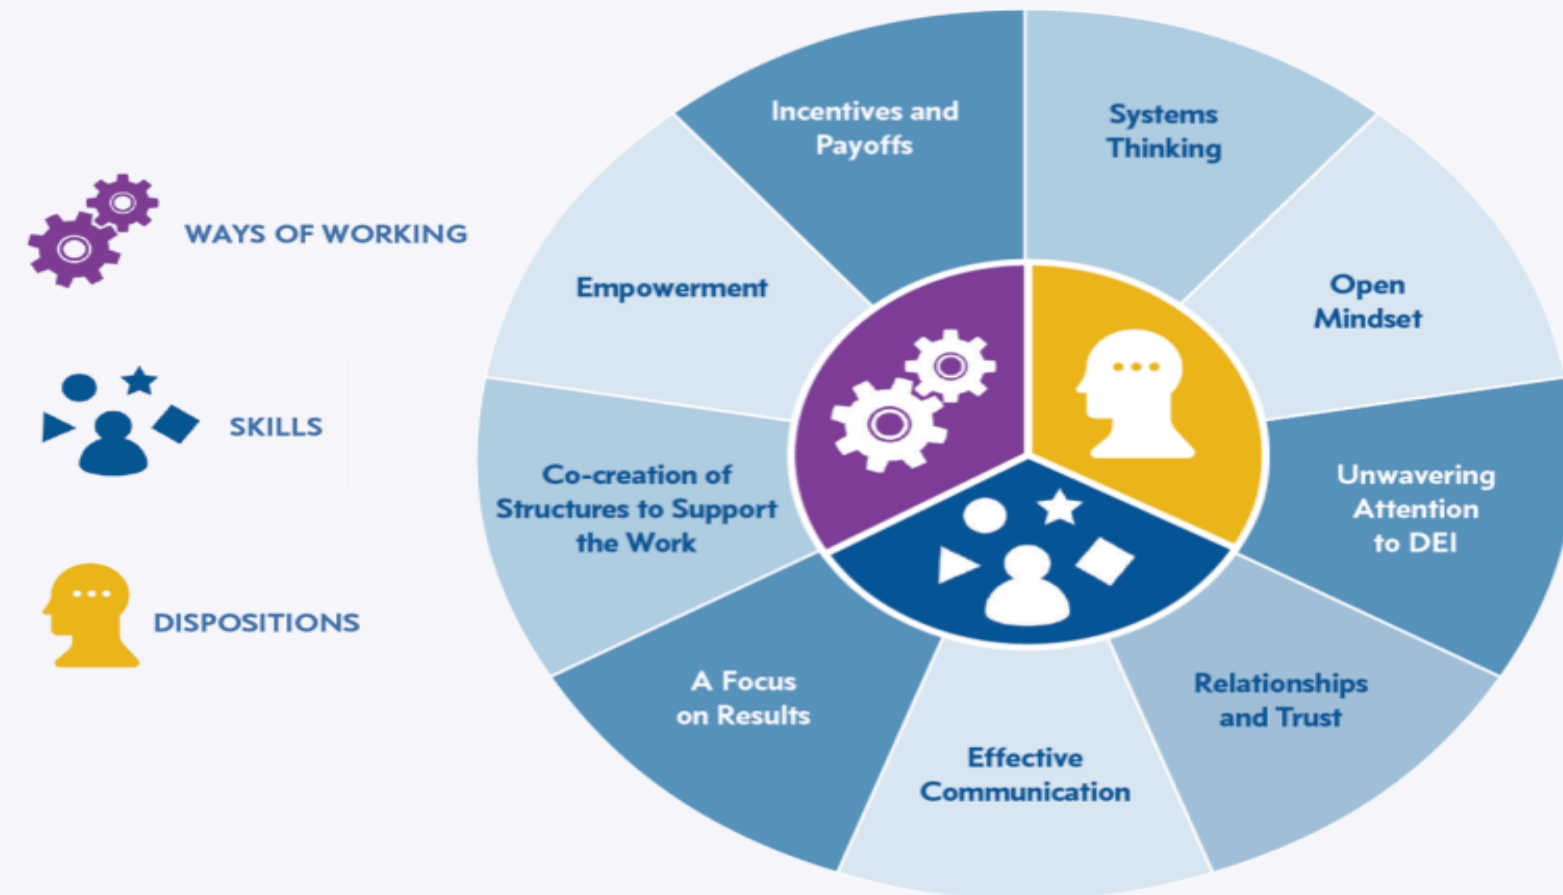 WAYS OF WORKING
SKILLS
DISPOSITIONS
Incentives and
Payoffs
Systems
Thinking
Open
Mindset
Unwavering
Attention
to DEI
Relationships
and Trust
Effective
Communication
A Focus
on Results
Co-creation of
Structures to Support
the Work
Empowerment